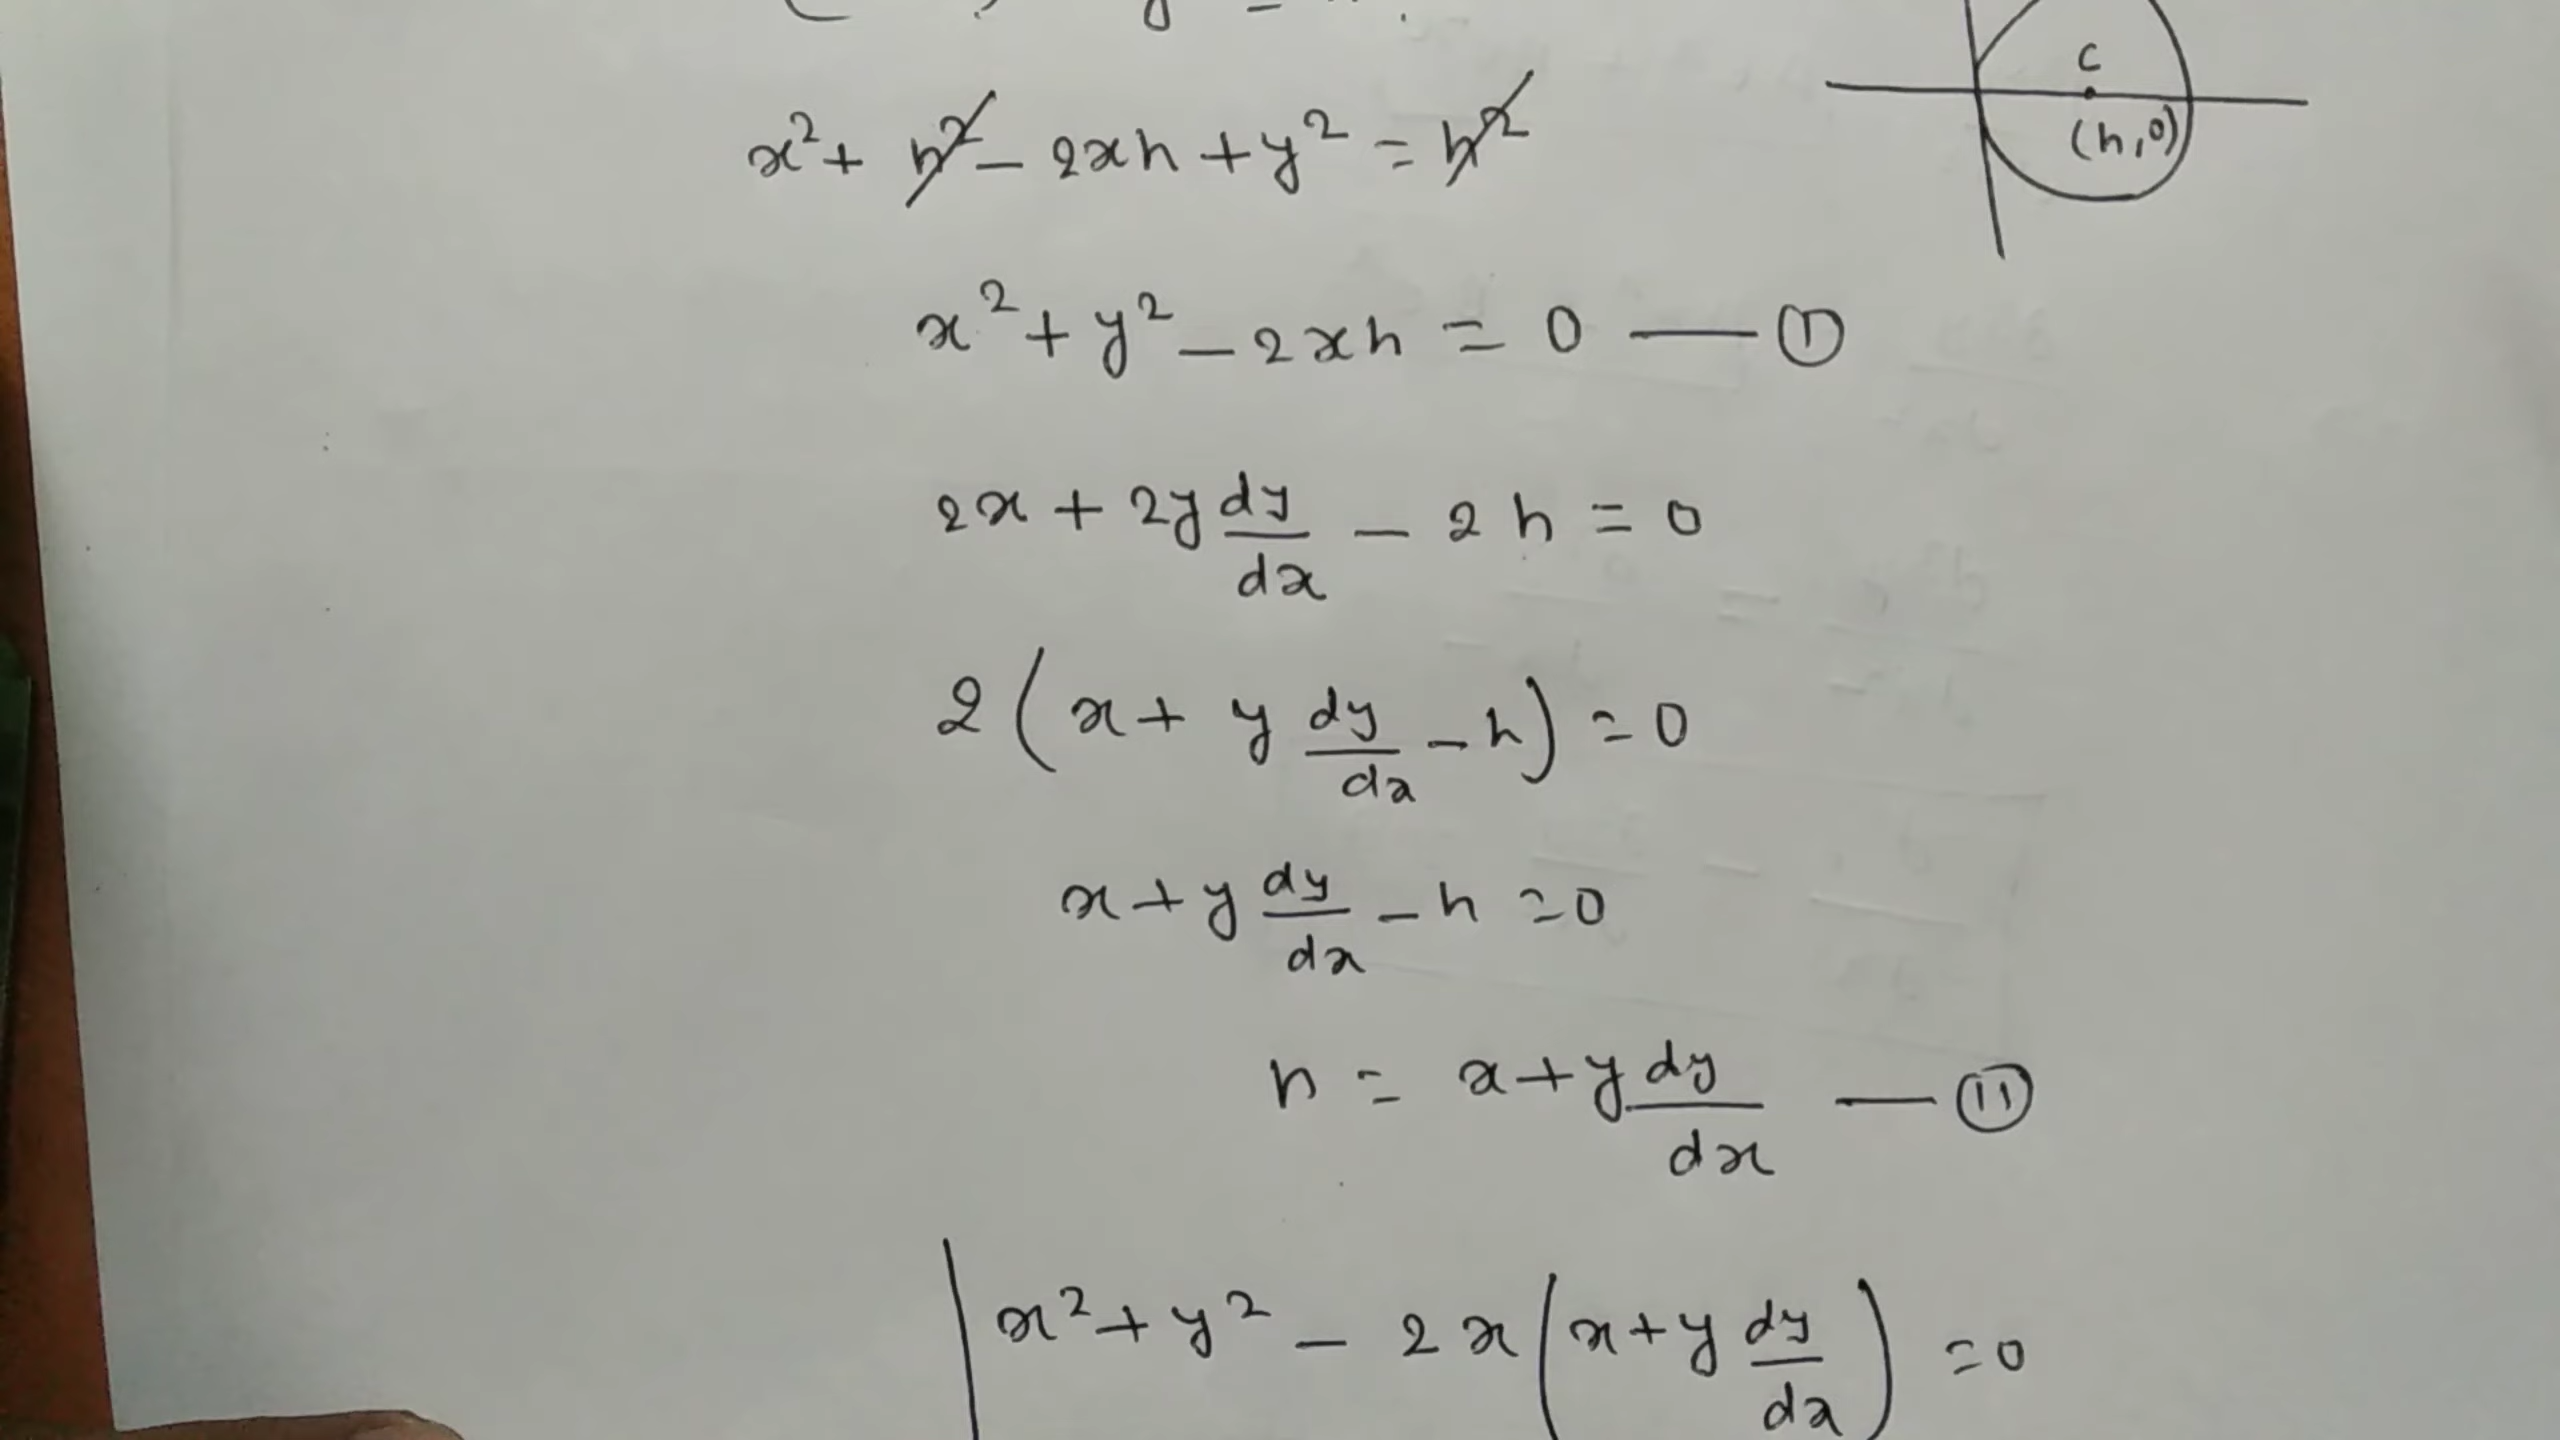 x² + h² - 2xh + y² = h²
C
(h,0)
x² + y² - 2xh = 0 — ①
2x + 2y dy/dx - 2h = 0
2(x + y dy/dx - h) = 0
x + y dy/dx - h = 0
h = x + y dy/dx — ⑪
x² + y² - 2x(x + y dy/dx) = 0